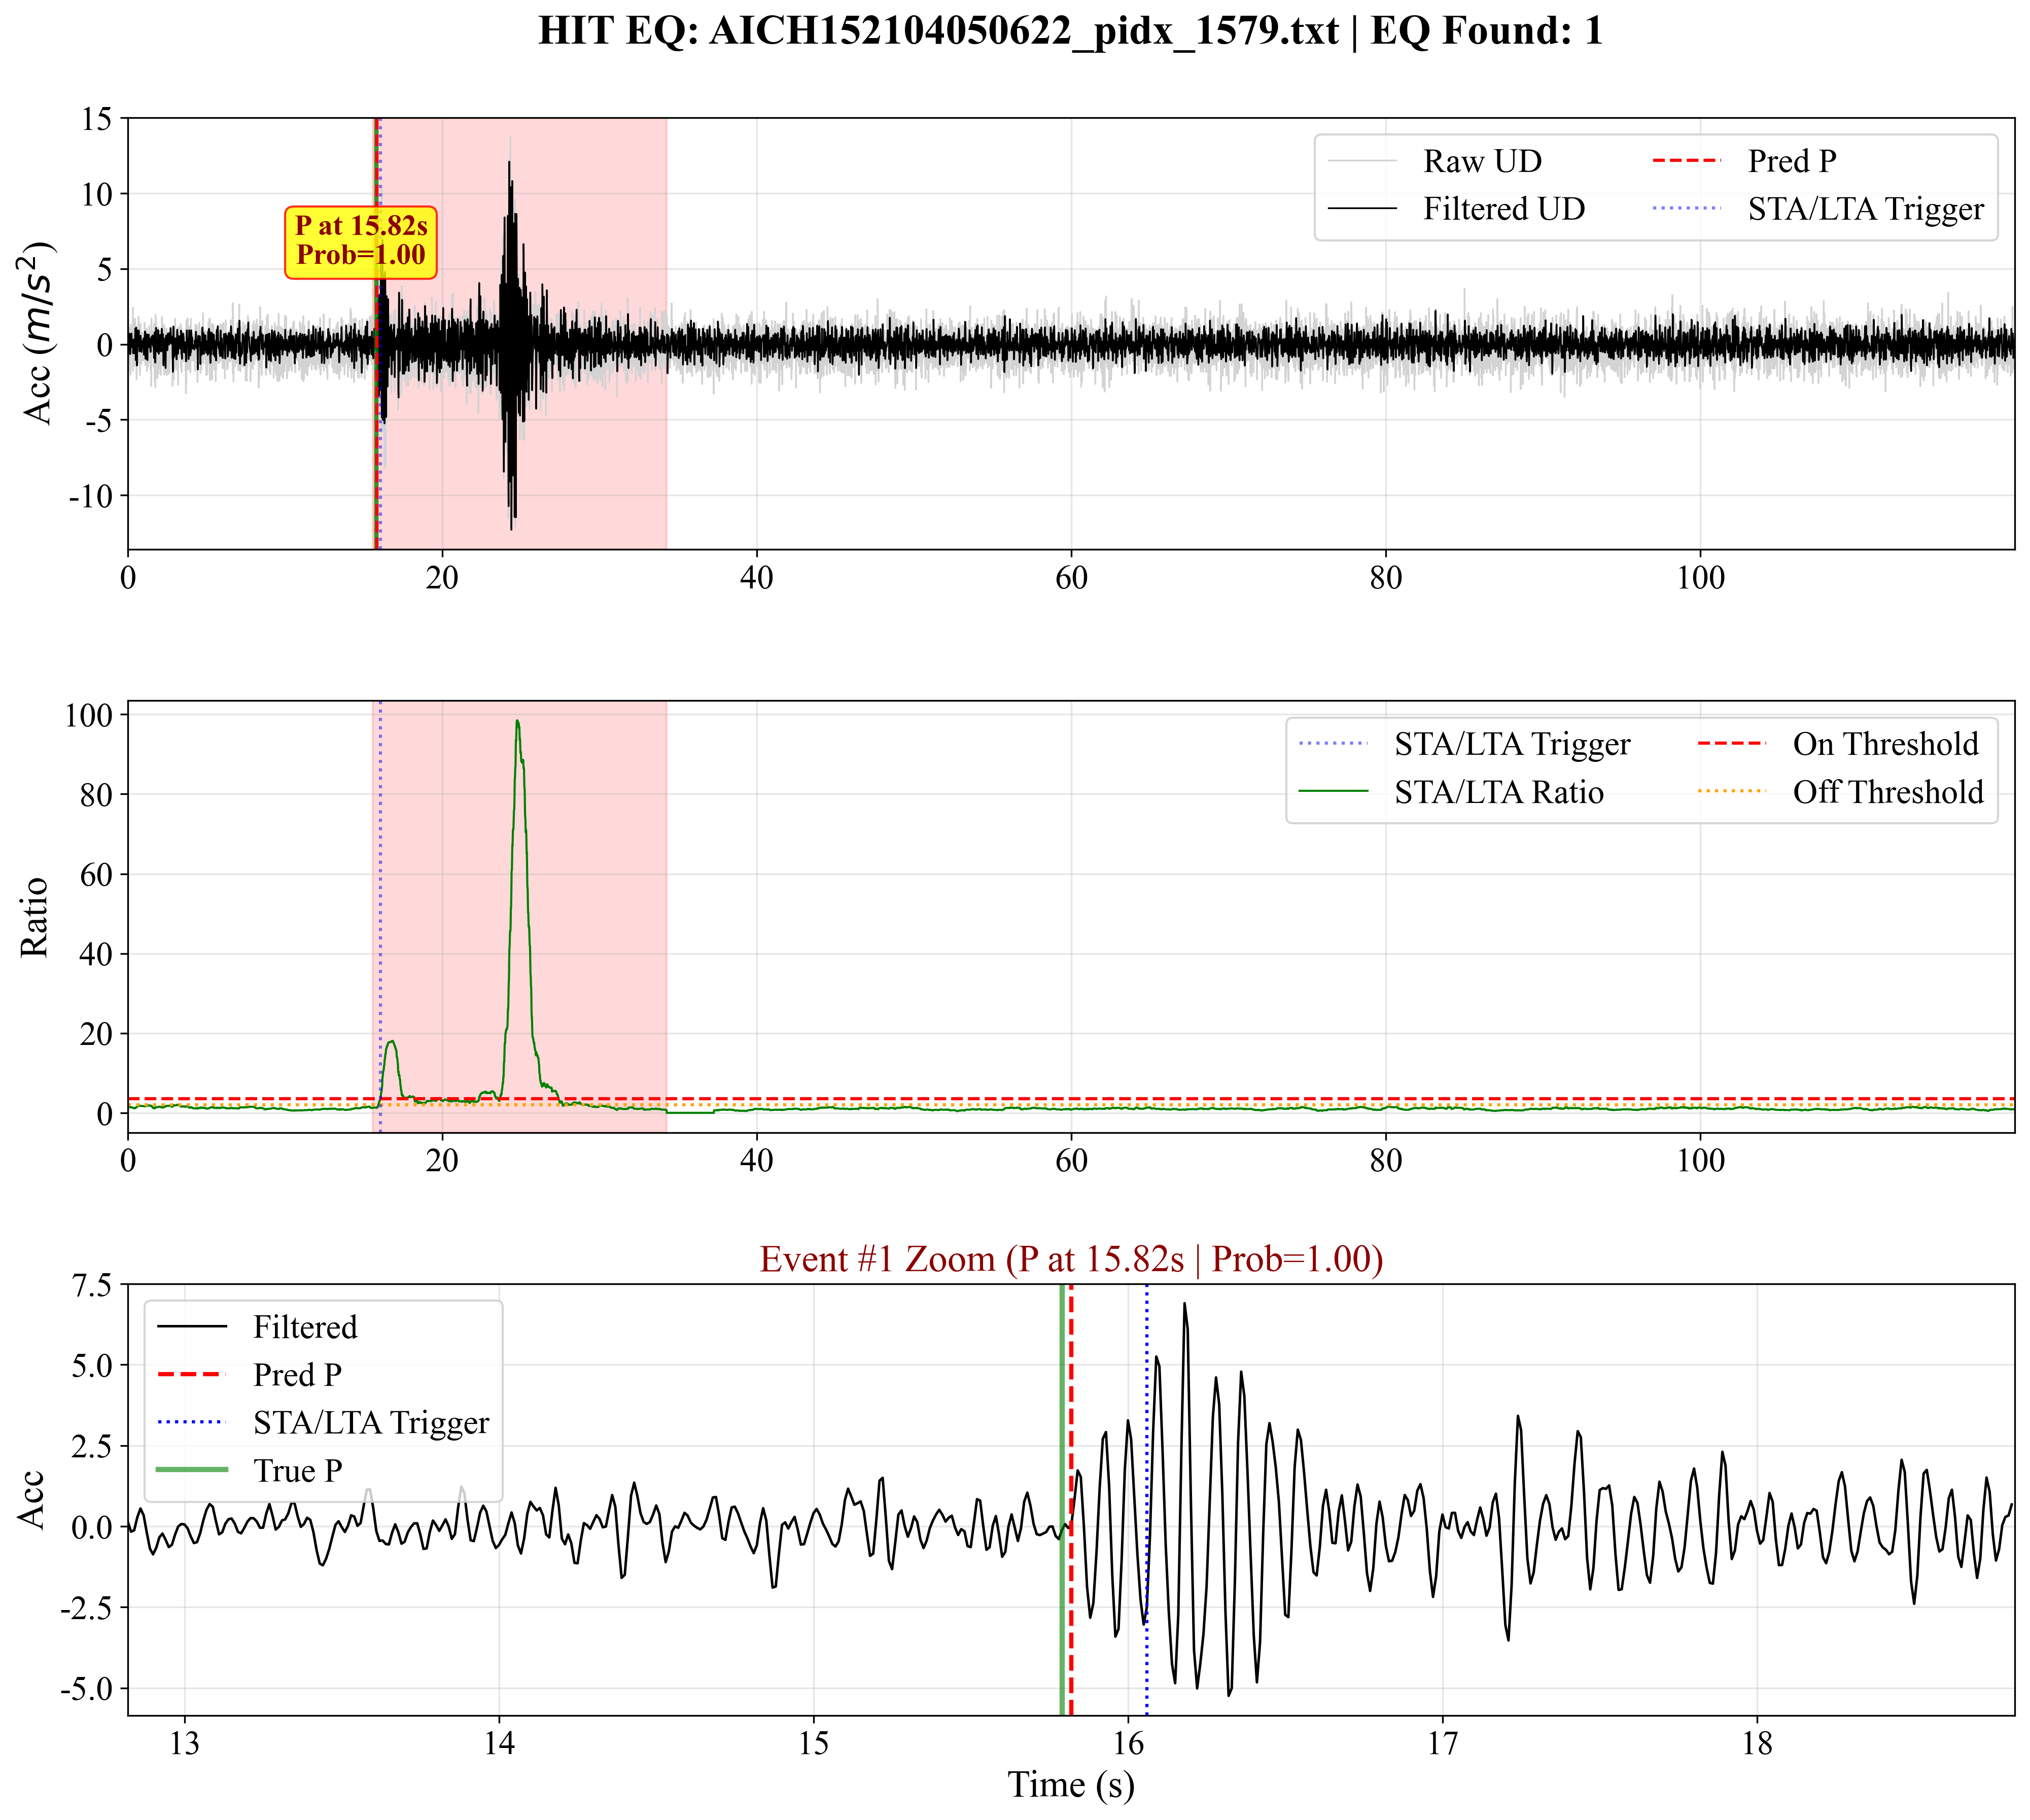 HIT EQ: AICH152104050622_pidx_1579.txt | EQ Found: 1
15
10
5
0
-5
-10
Acc (m/s²)
P at 15.82s
Prob=1.00
Raw UD
Filtered UD
Pred P
STA/LTA Trigger
0 20 40 60 80 100
100
80
60
40
20
0
Ratio
STA/LTA Trigger
STA/LTA Ratio
On Threshold
Off Threshold
0 20 40 60 80 100
Event #1 Zoom (P at 15.82s | Prob=1.00)
7.5
5.0
2.5
0.0
-2.5
-5.0
Acc
Filtered
Pred P
STA/LTA Trigger
True P
13 14 15 16 17 18
Time (s)